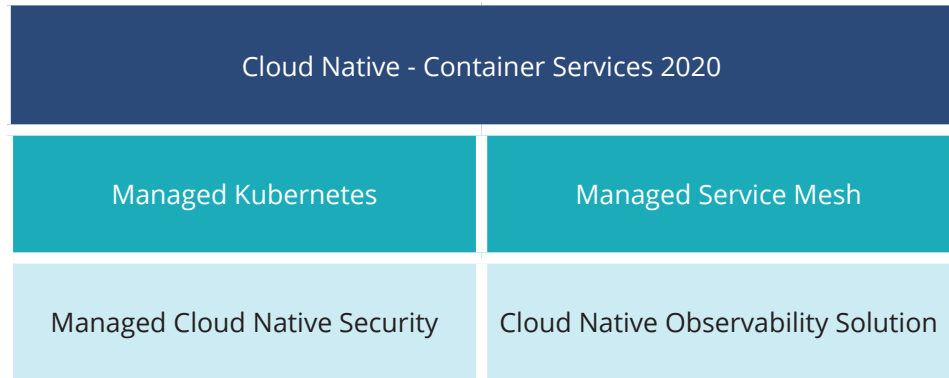 Cloud Native - Container Services 2020
Managed Kubernetes
Managed Service Mesh
Managed Cloud Native Security
Cloud Native Observability Solution